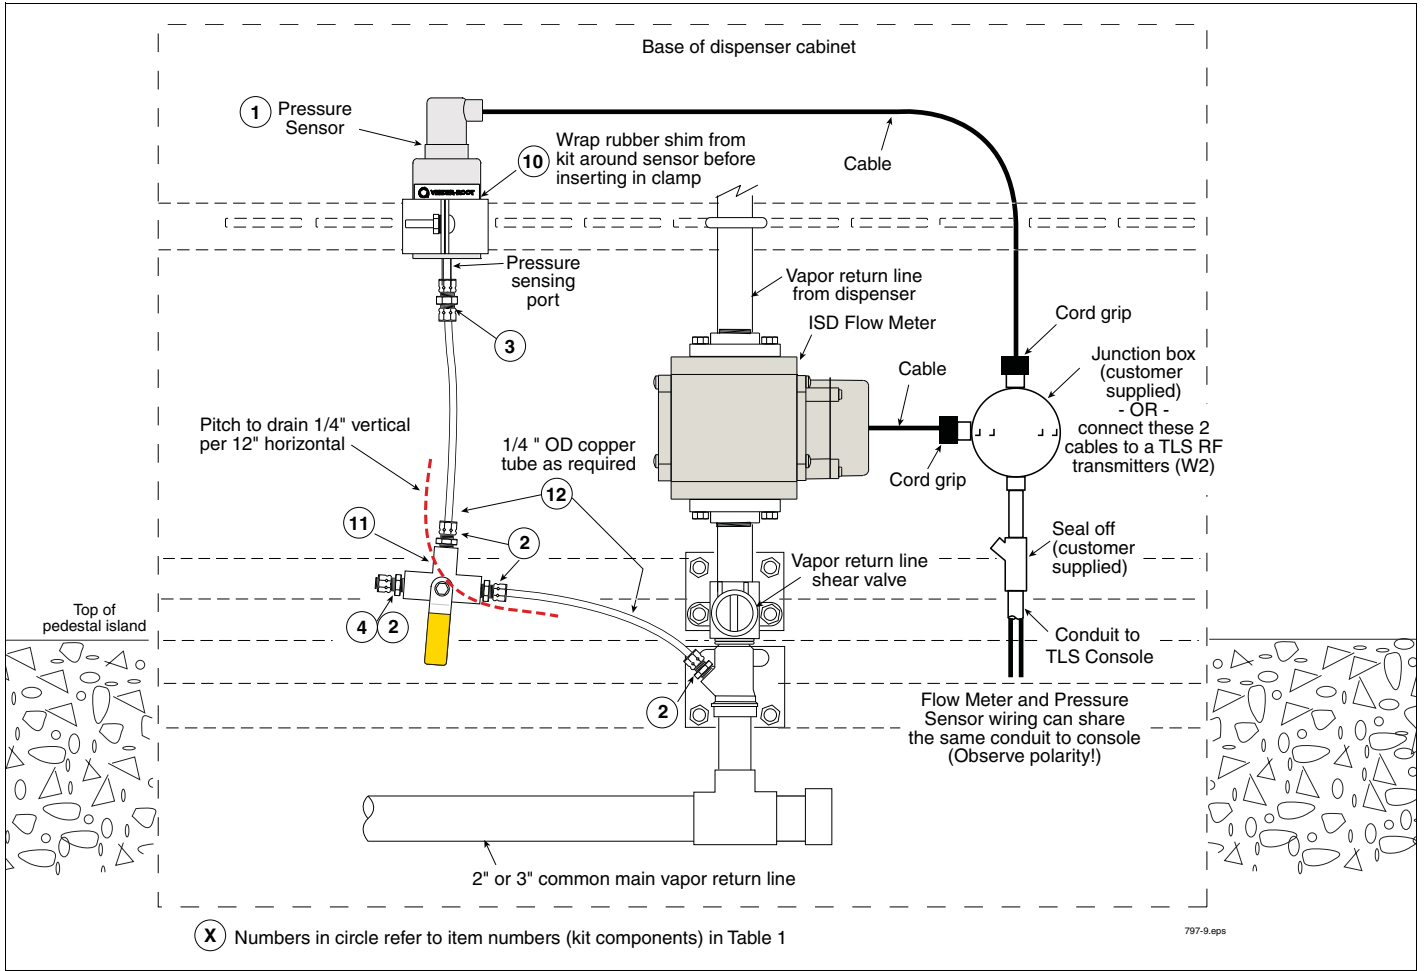 Base of dispenser cabinet
1
Pressure
Sensor
VEEDER-ROOT
10
Wrap rubber shim from
kit around sensor before
inserting in clamp
Cable
Pressure
sensing
port
3
Vapor return line
from dispenser
ISD Flow Meter
Cord grip
Cable
Junction box
(customer
supplied)
- OR -
connect these 2
cables to a TLS RF
transmitters (W2)
Cord grip
Pitch to drain 1/4" vertical
per 12" horizontal
1/4 " OD copper
tube as required
12
11
2
2
4
2
Vapor return line
shear valve
Seal off
(customer
supplied)
Top of
pedestal island
Conduit to
TLS Console
Flow Meter and Pressure
Sensor wiring can share
the same conduit to console
(Observe polarity!)
2" or 3" common main vapor return line
X
Numbers in circle refer to item numbers (kit components) in Table 1
797-9.eps